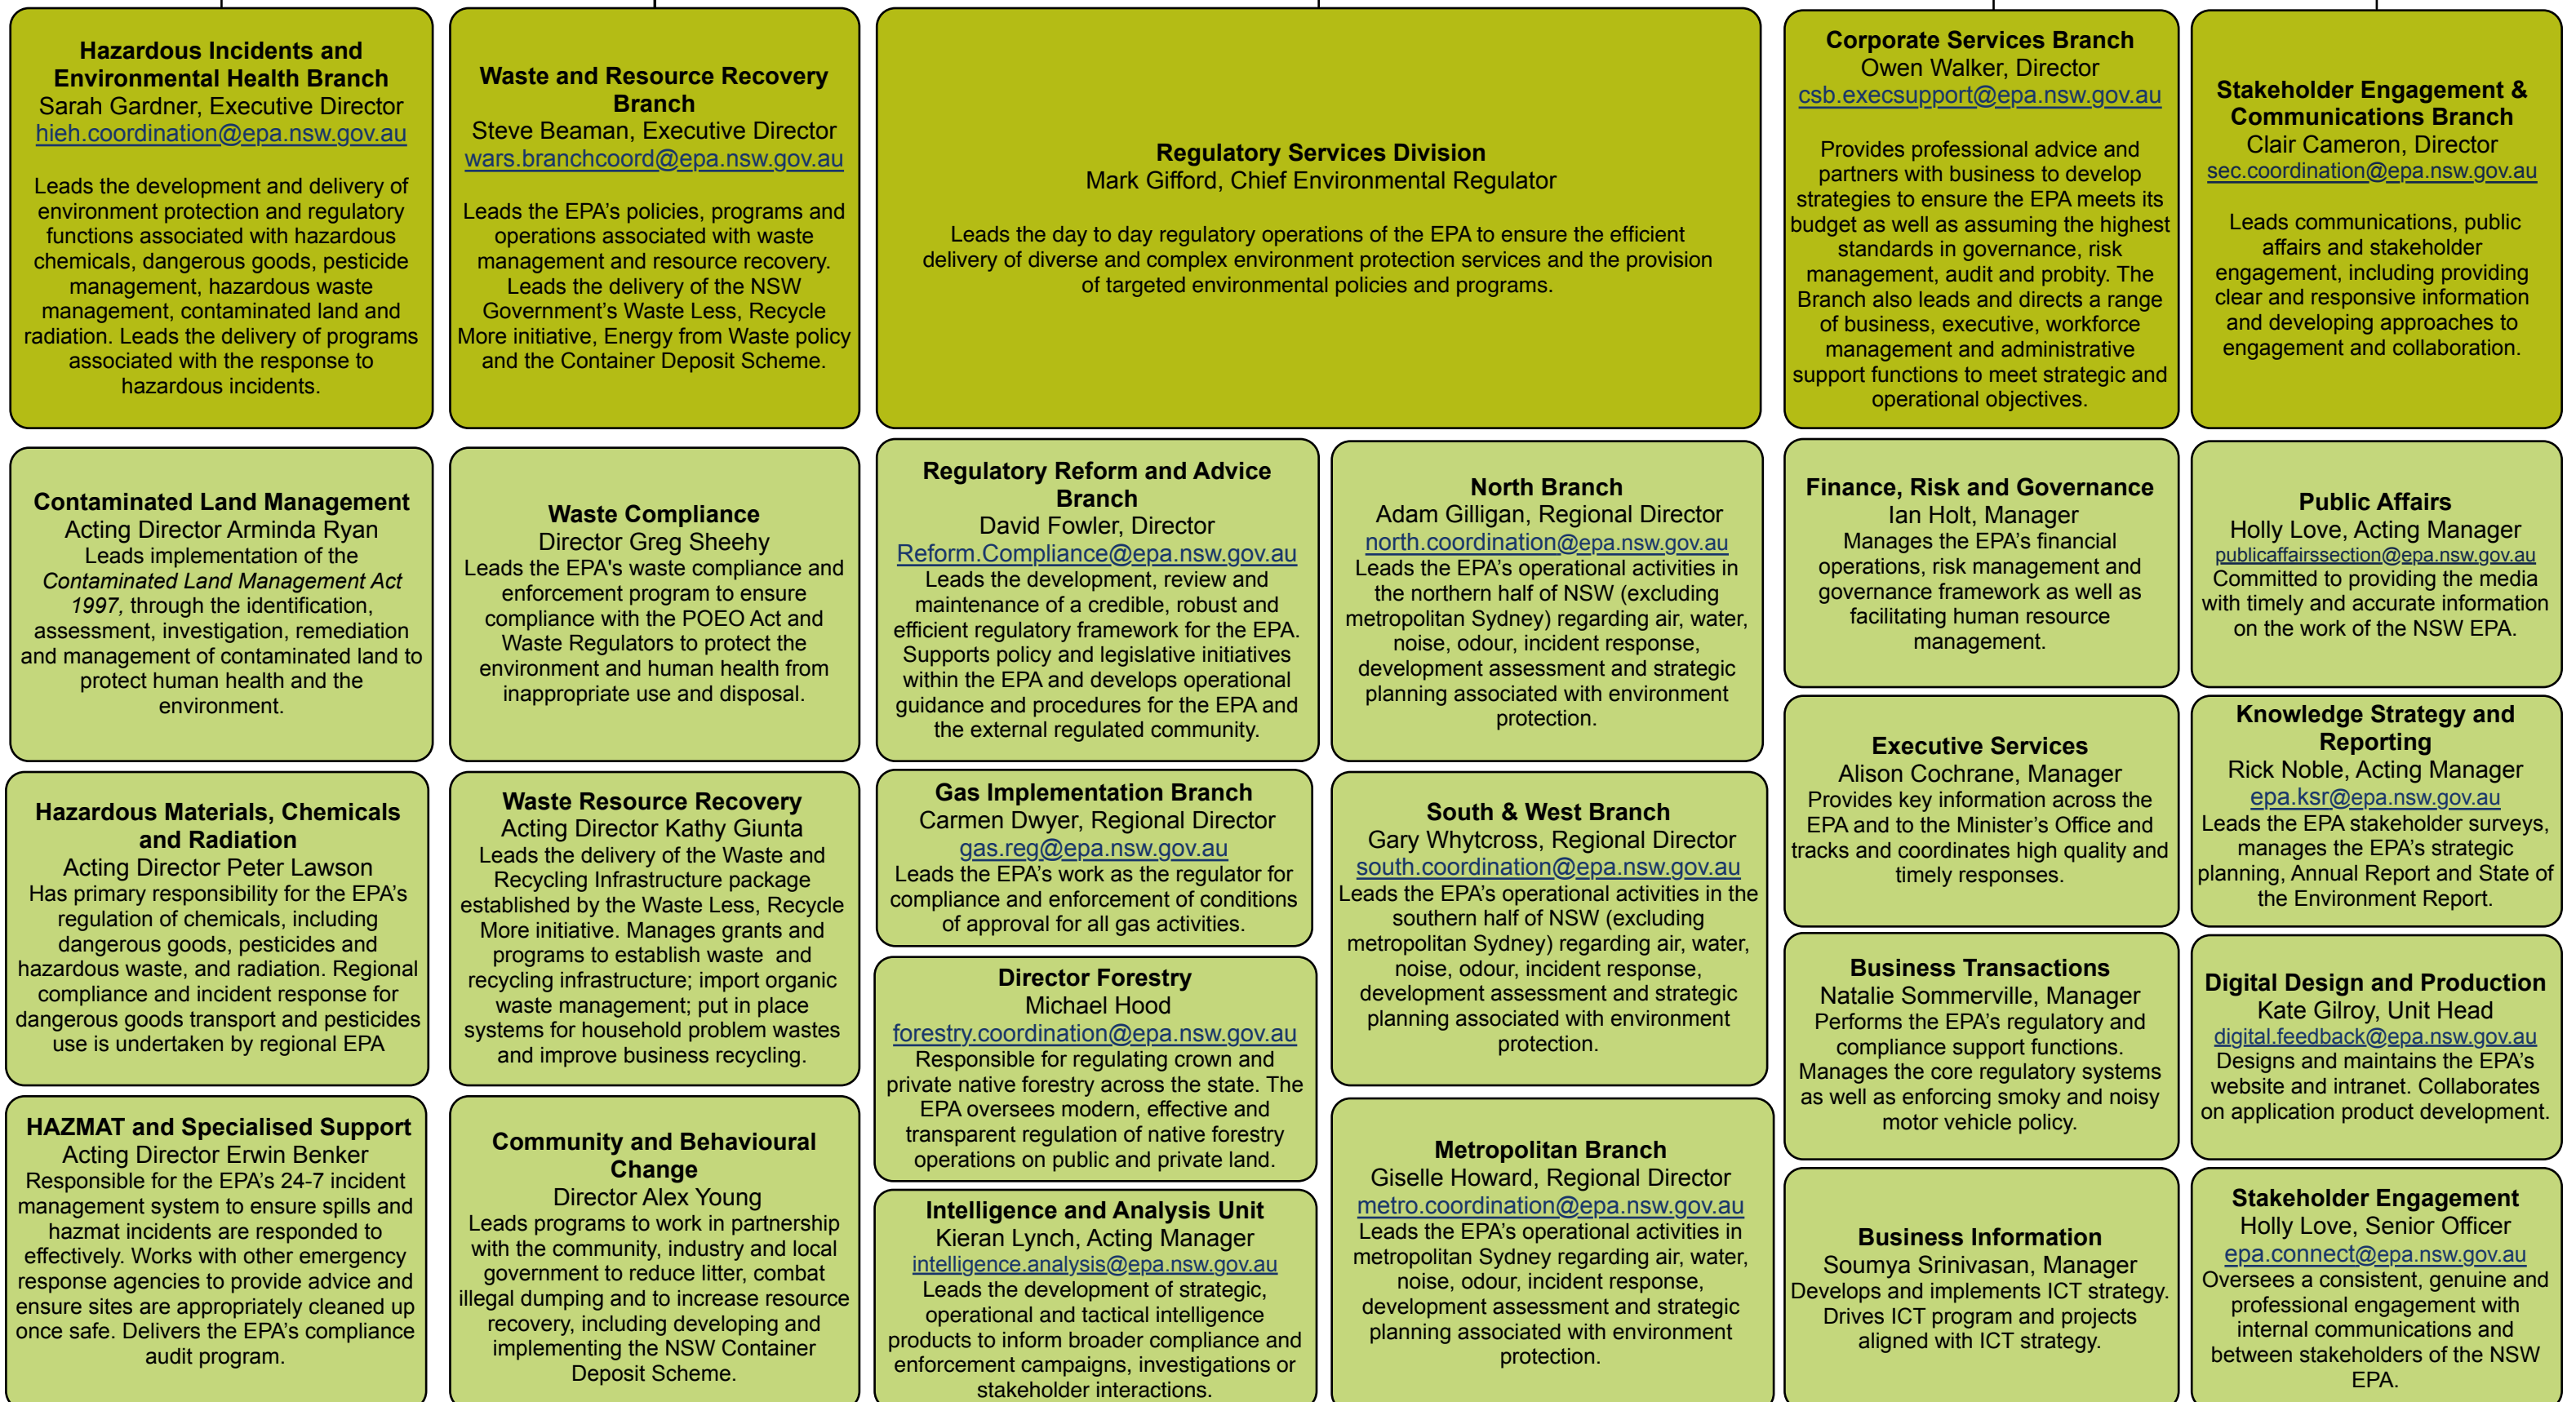 Hazardous Incidents and
Environmental Health Branch
Sarah Gardner, Executive Director
hieh.coordination@epa.nsw.gov.au
Leads the development and delivery of
environment protection and regulatory
functions associated with hazardous
chemicals, dangerous goods, pesticide
management, hazardous waste
management, contaminated land and
radiation. Leads the delivery of programs
associated with the response to
hazardous incidents.
Waste and Resource Recovery
Branch
Steve Beaman, Executive Director
wars.branchcoord@epa.nsw.gov.au
Leads the EPA’s policies, programs and
operations associated with waste
management and resource recovery.
Leads the delivery of the NSW
Government’s Waste Less, Recycle
More initiative, Energy from Waste policy
and the Container Deposit Scheme.
Regulatory Services Division
Mark Gifford, Chief Environmental Regulator
Leads the day to day regulatory operations of the EPA to ensure the efficient
delivery of diverse and complex environment protection services and the provision
of targeted environmental policies and programs.
Corporate Services Branch
Owen Walker, Director
csb.execsupport@epa.nsw.gov.au
Provides professional advice and
partners with business to develop
strategies to ensure the EPA meets its
budget as well as assuming the highest
standards in governance, risk
management, audit and probity. The
Branch also leads and directs a range
of business, executive, workforce
management and administrative
support functions to meet strategic and
operational objectives.
Stakeholder Engagement &
Communications Branch
Clair Cameron, Director
sec.coordination@epa.nsw.gov.au
Leads communications, public
affairs and stakeholder
engagement, including providing
clear and responsive information
and developing approaches to
engagement and collaboration.
Contaminated Land Management
Acting Director Arminda Ryan
Leads implementation of the
Contaminated Land Management Act
1997, through the identification,
assessment, investigation, remediation
and management of contaminated land to
protect human health and the
environment.
Waste Compliance
Director Greg Sheehy
Leads the EPA's waste compliance and
enforcement program to ensure
compliance with the POEO Act and
Waste Regulators to protect the
environment and human health from
inappropriate use and disposal.
Regulatory Reform and Advice
Branch
David Fowler, Director
Reform.Compliance@epa.nsw.gov.au
Leads the development, review and
maintenance of a credible, robust and
efficient regulatory framework for the EPA.
Supports policy and legislative initiatives
within the EPA and develops operational
guidance and procedures for the EPA and
the external regulated community.
North Branch
Adam Gilligan, Regional Director
north.coordination@epa.nsw.gov.au
Leads the EPA’s operational activities in
the northern half of NSW (excluding
metropolitan Sydney) regarding air, water,
noise, odour, incident response,
development assessment and strategic
planning associated with environment
protection.
Finance, Risk and Governance
Ian Holt, Manager
Manages the EPA’s financial
operations, risk management and
governance framework as well as
facilitating human resource
management.
Public Affairs
Holly Love, Acting Manager
publicaffairssection@epa.nsw.gov.au
Committed to providing the media
with timely and accurate information
on the work of the NSW EPA.
Executive Services
Alison Cochrane, Manager
Provides key information across the
EPA and to the Minister’s Office and
tracks and coordinates high quality and
timely responses.
Knowledge Strategy and
Reporting
Rick Noble, Acting Manager
epa.ksr@epa.nsw.gov.au
Leads the EPA stakeholder surveys,
manages the EPA’s strategic
planning, Annual Report and State of
the Environment Report.
Hazardous Materials, Chemicals
and Radiation
Acting Director Peter Lawson
Has primary responsibility for the EPA’s
regulation of chemicals, including
dangerous goods, pesticides and
hazardous waste, and radiation. Regional
compliance and incident response for
dangerous goods transport and pesticides
use is undertaken by regional EPA
Waste Resource Recovery
Acting Director Kathy Giunta
Leads the delivery of the Waste and
Recycling Infrastructure package
established by the Waste Less, Recycle
More initiative. Manages grants and
programs to establish waste and
recycling infrastructure; import organic
waste management; put in place
systems for household problem wastes
and improve business recycling.
Gas Implementation Branch
Carmen Dwyer, Regional Director
gas.reg@epa.nsw.gov.au
Leads the EPA’s work as the regulator for
compliance and enforcement of conditions
of approval for all gas activities.
South & West Branch
Gary Whytcross, Regional Director
south.coordination@epa.nsw.gov.au
Leads the EPA’s operational activities in the
southern half of NSW (excluding
metropolitan Sydney) regarding air, water,
noise, odour, incident response,
development assessment and strategic
planning associated with environment
protection.
Director Forestry
Michael Hood
forestry.coordination@epa.nsw.gov.au
Responsible for regulating crown and
private native forestry across the state. The
EPA oversees modern, effective and
transparent regulation of native forestry
operations on public and private land.
Business Transactions
Natalie Sommerville, Manager
Performs the EPA’s regulatory and
compliance support functions.
Manages the core regulatory systems
as well as enforcing smoky and noisy
motor vehicle policy.
Digital Design and Production
Kate Gilroy, Unit Head
digital.feedback@epa.nsw.gov.au
Designs and maintains the EPA’s
website and intranet. Collaborates
on application product development.
HAZMAT and Specialised Support
Acting Director Erwin Benker
Responsible for the EPA’s 24-7 incident
management system to ensure spills and
hazmat incidents are responded to
effectively. Works with other emergency
response agencies to provide advice and
ensure sites are appropriately cleaned up
once safe. Delivers the EPA’s compliance
audit program.
Community and Behavioural
Change
Director Alex Young
Leads programs to work in partnership
with the community, industry and local
government to reduce litter, combat
illegal dumping and to increase resource
recovery, including developing and
implementing the NSW Container
Deposit Scheme.
Intelligence and Analysis Unit
Kieran Lynch, Acting Manager
intelligence.analysis@epa.nsw.gov.au
Leads the development of strategic,
operational and tactical intelligence
products to inform broader compliance and
enforcement campaigns, investigations or
stakeholder interactions.
Metropolitan Branch
Giselle Howard, Regional Director
metro.coordination@epa.nsw.gov.au
Leads the EPA’s operational activities in
metropolitan Sydney regarding air, water,
noise, odour, incident response,
development assessment and strategic
planning associated with environment
protection.
Business Information
Soumya Srinivasan, Manager
Develops and implements ICT strategy.
Drives ICT program and projects
aligned with ICT strategy.
Stakeholder Engagement
Holly Love, Senior Officer
epa.connect@epa.nsw.gov.au
Oversees a consistent, genuine and
professional engagement with
internal communications and
between stakeholders of the NSW
EPA.